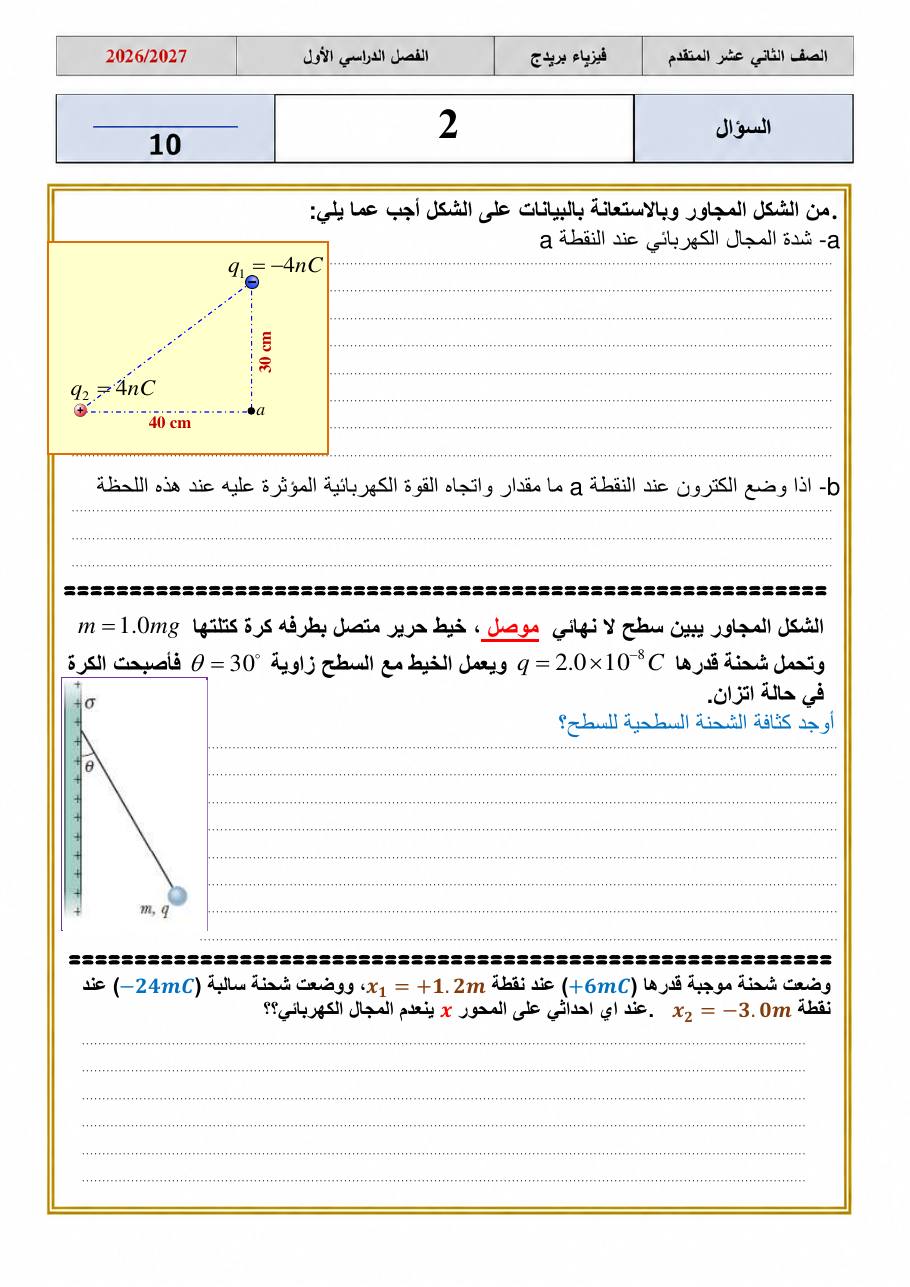 الصف الثاني عشر المتقدم فيزياء بريدج الفصل الدراسي الأول 2026/2027
السؤال 2 10
.من الشكل المجاور وبالاستعانة بالبيانات على الشكل أجب عما يلي:
a- شدة المجال الكهربائي عند النقطة a
q₁ = −4nC
30 cm
q₂ = 4nC
a
40 cm
b- اذا وضع الكترون عند النقطة a ما مقدار واتجاه القوة الكهربائية المؤثرة عليه عند هذه اللحظة
الشكل المجاور يبين سطح لا نهائي موصل ، خيط حرير متصل بطرفه كرة كتلتها m = 1.0mg
وتحمل شحنة قدرها q = 2.0×10⁻⁸ C ويعمل الخيط مع السطح زاوية θ = 30° فأصبحت الكرة
في حالة اتزان.
أوجد كثافة الشحنة السطحية للسطح؟
σ
θ
m, q
وضعت شحنة موجبة قدرها (+6mC) عند نقطة x₁ = +1.2m، ووضعت شحنة سالبة (−24mC) عند
نقطة x₂ = −3.0m .عند اي احداثي على المحور x ينعدم المجال الكهربائي؟؟